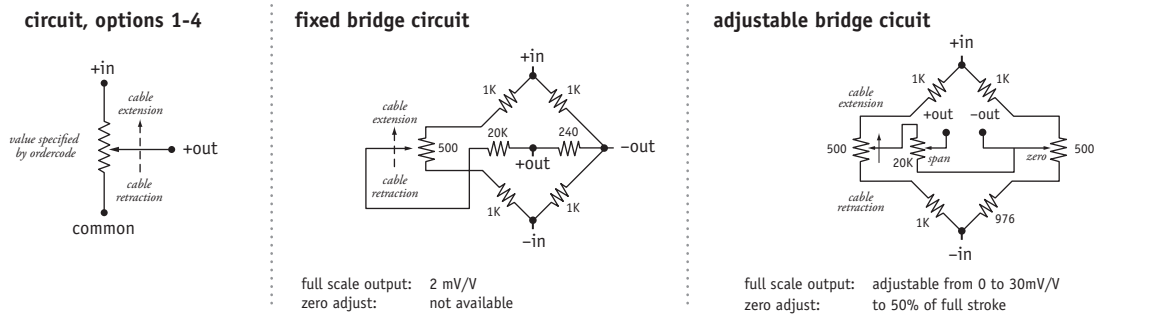 circuit, options 1-4
+in
cable
extension
value specified
by ordercode
+out
cable
retraction
common
fixed bridge circuit
+in
1K
1K
cable
extension
500
20K
240
+out
−out
cable
retraction
1K
1K
−in
full scale output: 2 mV/V
zero adjust: not available
adjustable bridge cicuit
+in
1K
1K
cable
extension
+out
−out
500
20K
span
zero
500
cable
retraction
1K
976
−in
full scale output: adjustable from 0 to 30mV/V
zero adjust: to 50% of full stroke